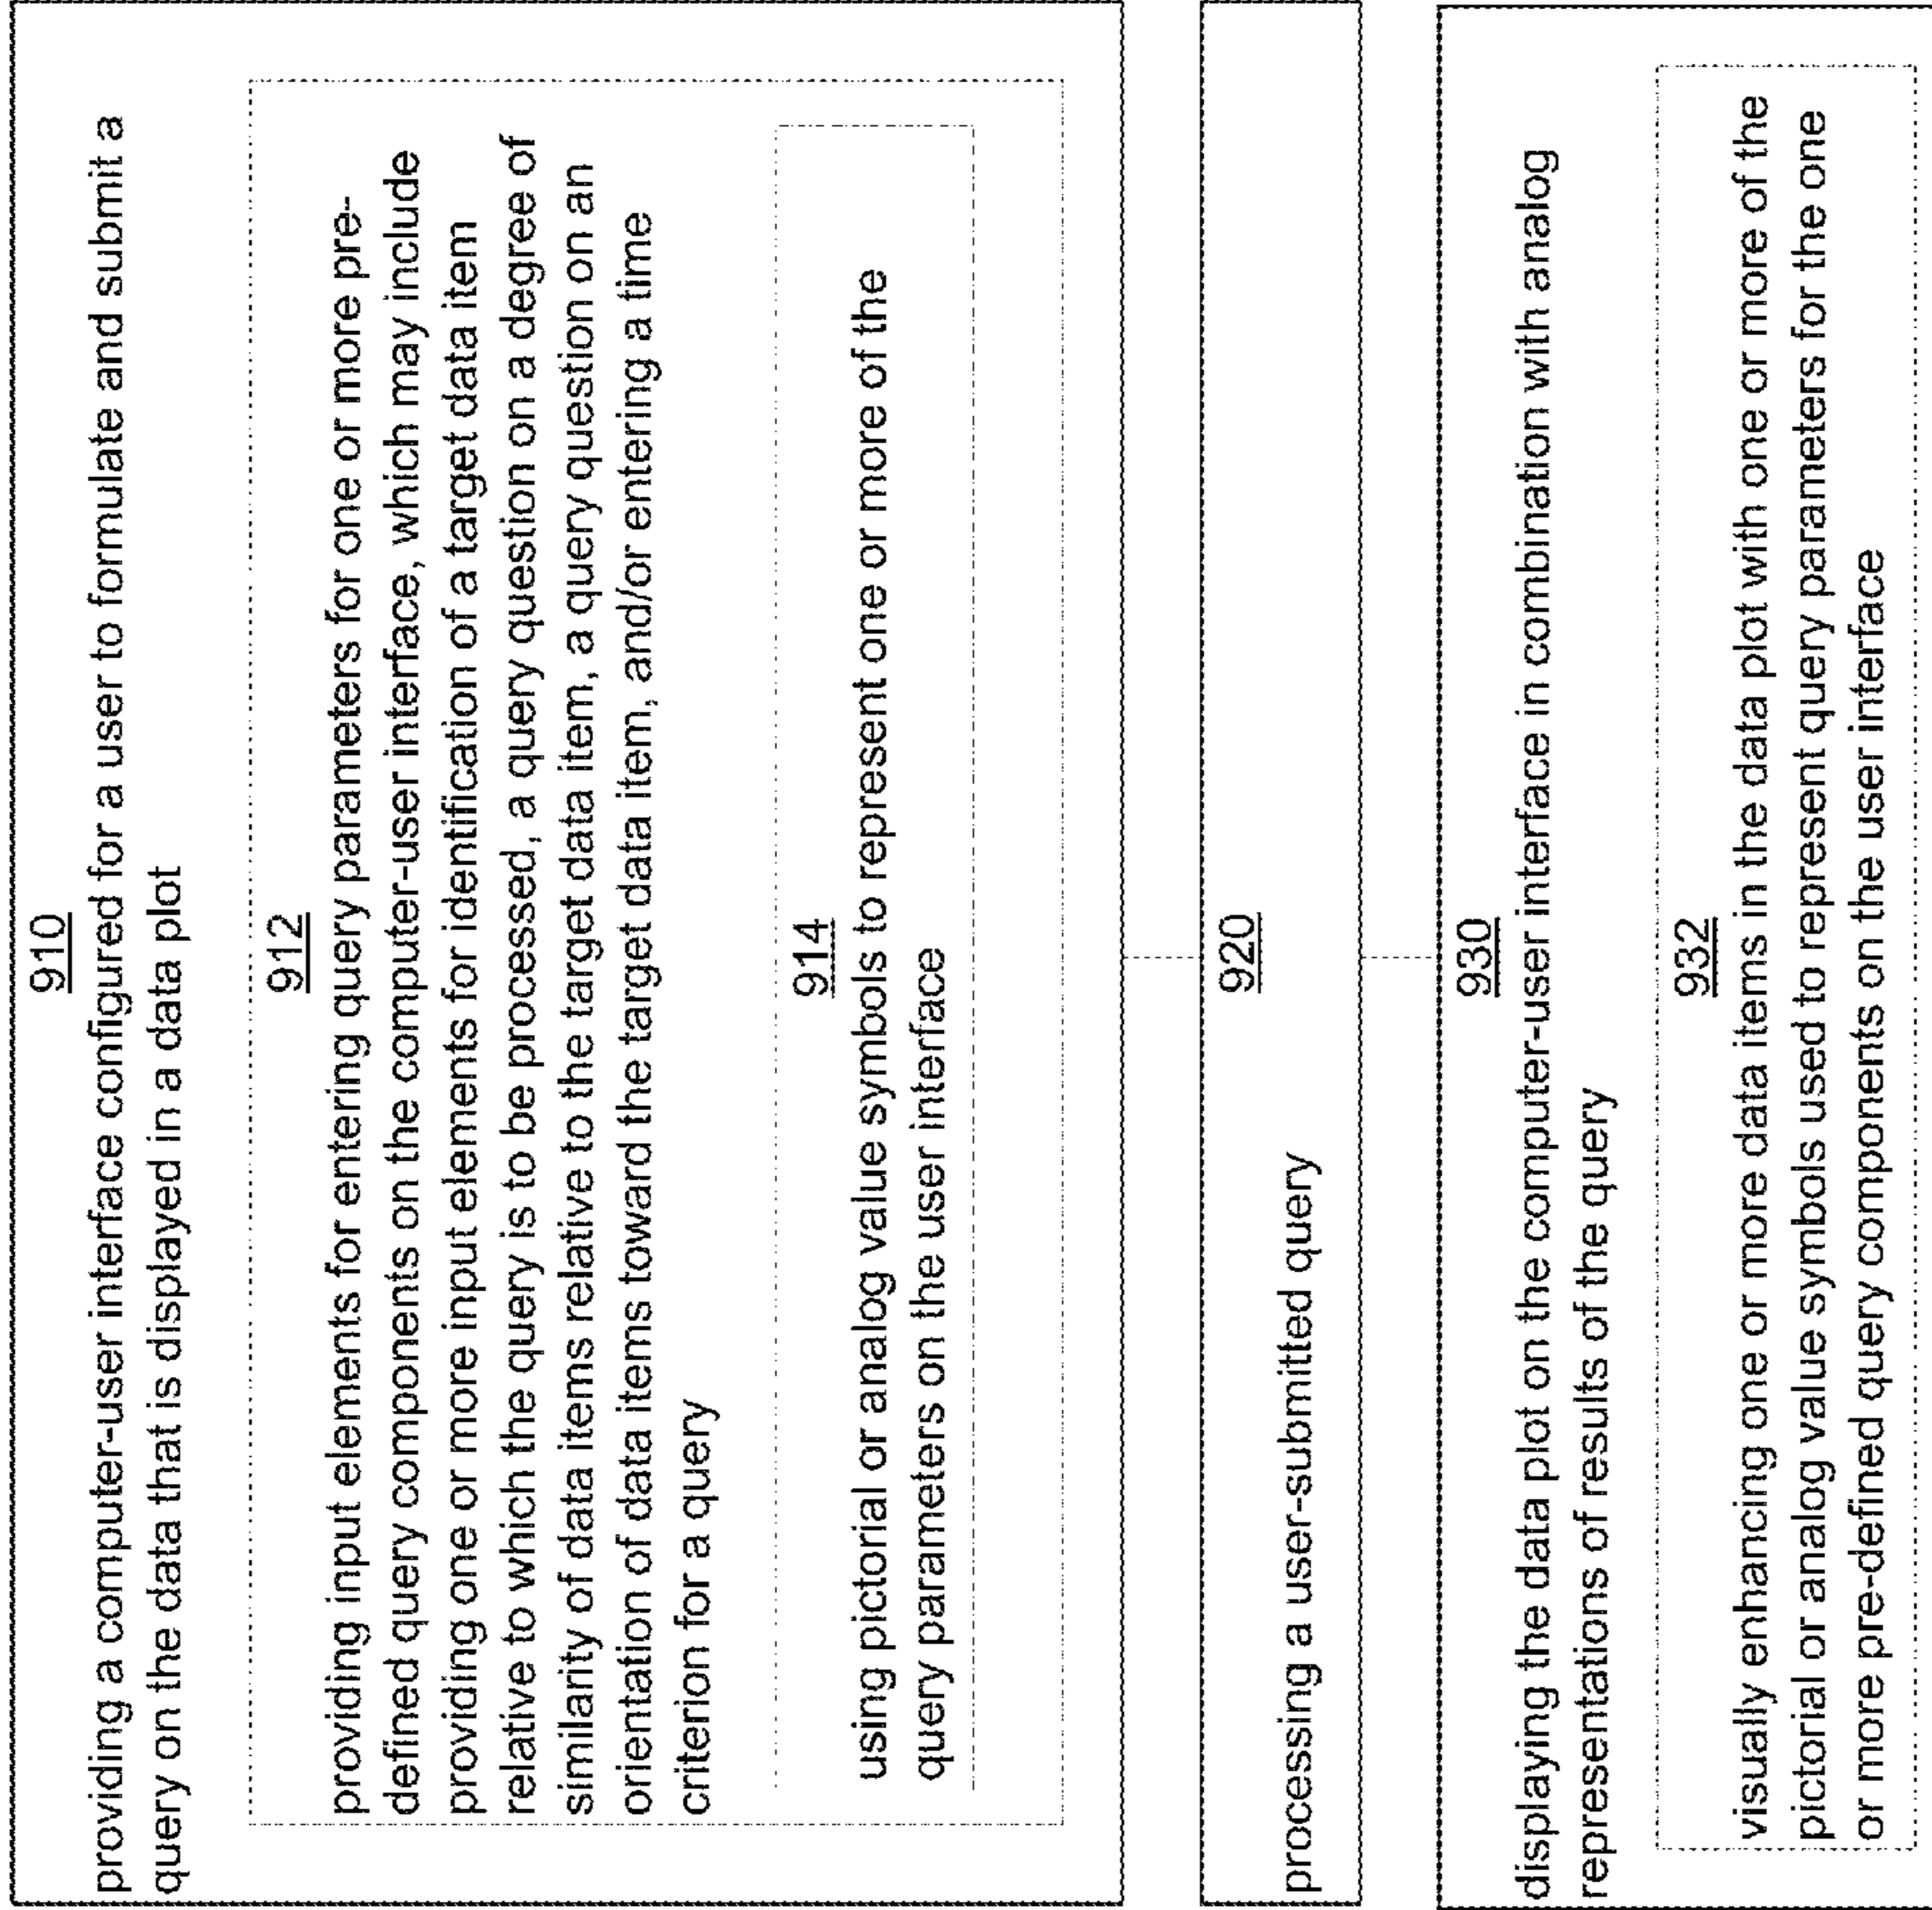 910
providing a computer-user interface configured for a user to formulate and submit a
query on the data that is displayed in a data plot
912
providing input elements for entering query parameters for one or more pre-
defined query components on the computer-user interface, which may include
providing one or more input elements for identification of a target data item
relative to which the query is to be processed, a query question on a degree of
similarity of data items relative to the target data item, a query question on an
orientation of data items toward the target data item, and/or entering a time
criterion for a query
914
using pictorial or analog value symbols to represent one or more of the
query parameters on the user interface
920
processing a user-submitted query
930
displaying the data plot on the computer-user interface in combination with analog
representations of results of the query
932
visually enhancing one or more data items in the data plot with one or more of the
pictorial or analog value symbols used to represent query parameters for the one
or more pre-defined query components on the user interface